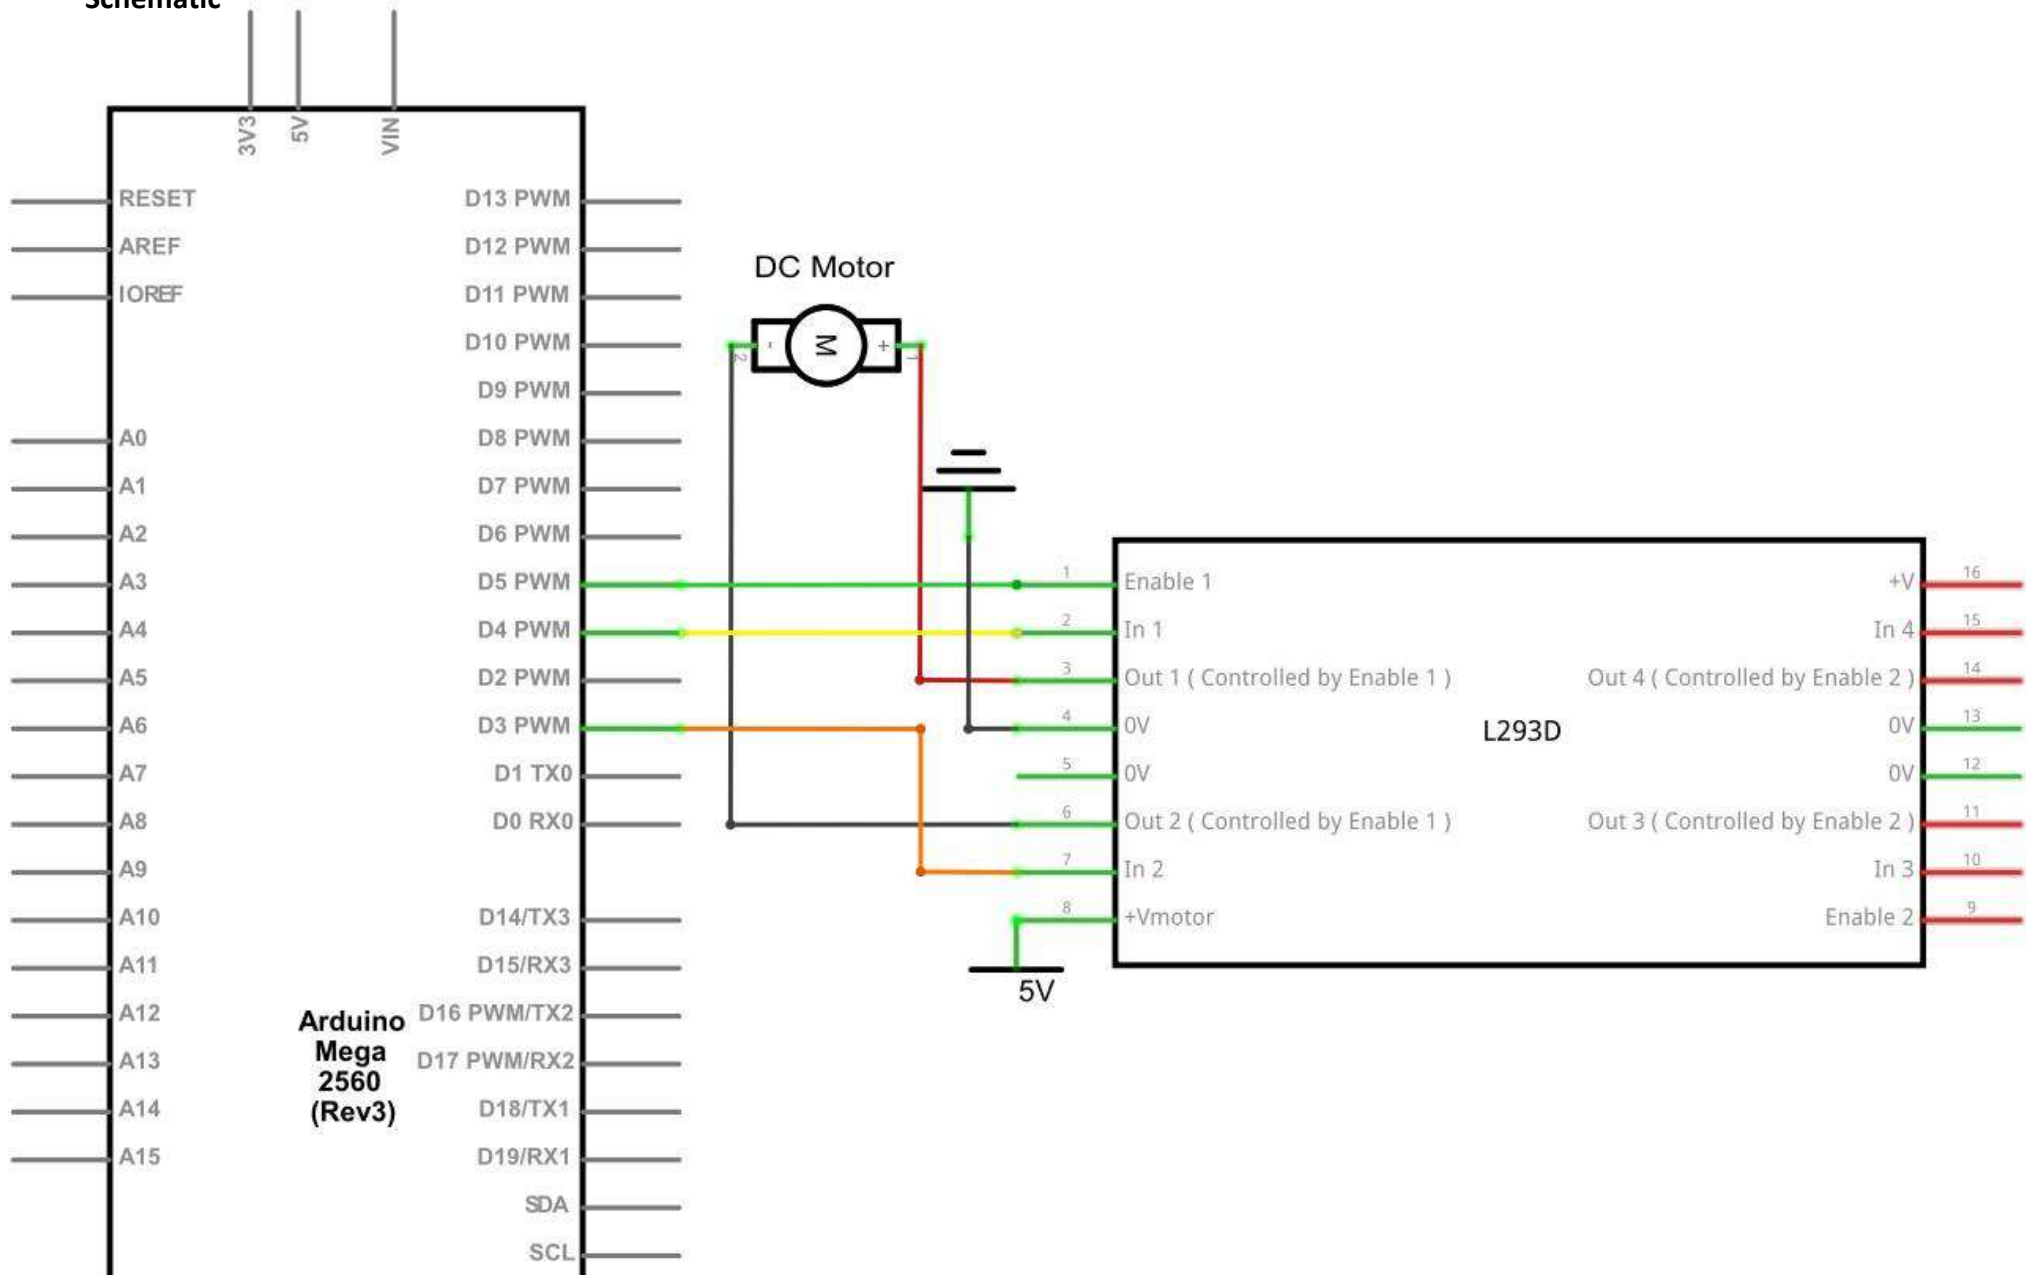 Schematic
3V3
5V
VIN
RESET
AREF
IOREF
A0
A1
A2
A3
A4
A5
A6
A7
A8
A9
A10
A11
A12
A13
A14
A15
Arduino
Mega
2560
(Rev3)
D13 PWM
D12 PWM
D11 PWM
D10 PWM
D9 PWM
D8 PWM
D7 PWM
D6 PWM
D5 PWM
D4 PWM
D2 PWM
D3 PWM
D1 TX0
D0 RX0
D14/TX3
D15/RX3
D16 PWM/TX2
D17 PWM/RX2
D18/TX1
D19/RX1
SDA
SCL
DC Motor
2 - M + 1
1 Enable 1
2 In 1
3 Out 1 ( Controlled by Enable 1 )
4 0V
5 0V
6 Out 2 ( Controlled by Enable 1 )
7 In 2
8 +Vmotor
5V
L293D
+V 16
In 4 15
Out 4 ( Controlled by Enable 2 ) 14
0V 13
0V 12
Out 3 ( Controlled by Enable 2 ) 11
In 3 10
Enable 2 9